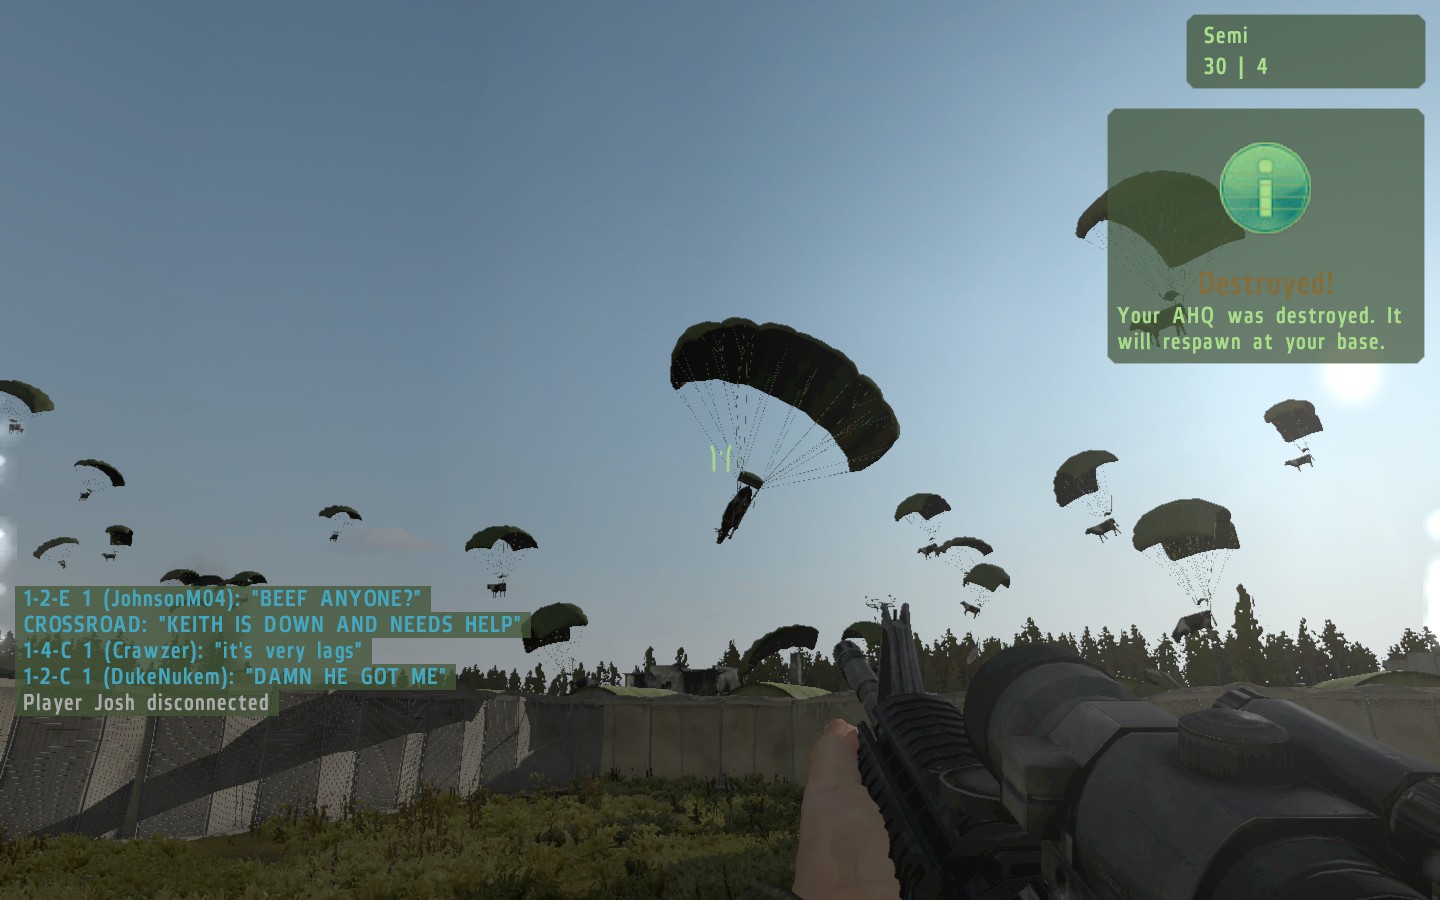 Semi
30 | 4
Destroyed!
Your AHQ was destroyed. It
will respawn at your base.
1-2-E 1 (JohnsonM04): "BEEF ANYONE?"
CROSSROAD: "KEITH IS DOWN AND NEEDS HELP"
1-4-C 1 (Crawzer): "it's very lags"
1-2-C 1 (DukeNukem): "DAMN HE GOT ME"
Player Josh disconnected